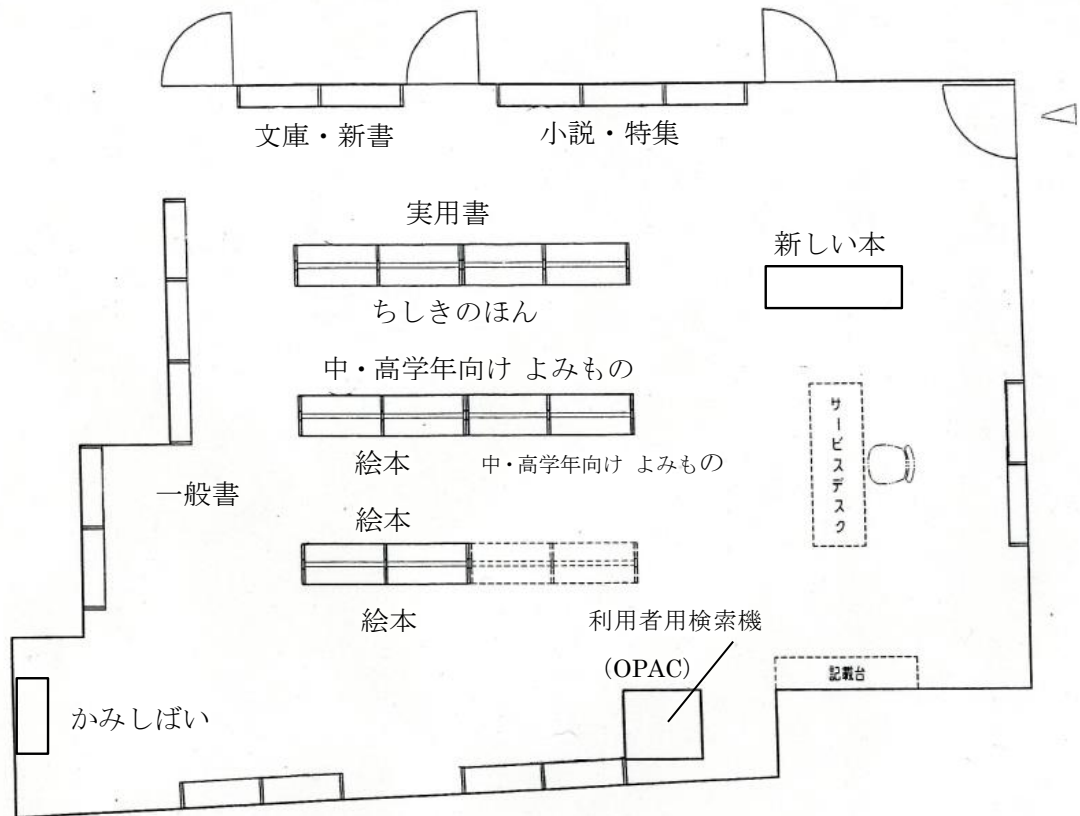 文庫・新書
小説・特集
実用書
新しい本
ちしきのほん
中・高学年向け よみもの
サービスデスク
絵本
中・高学年向け よみもの
一般書
絵本
絵本
利用者用検索機
(OPAC)
記載台
かみしばい